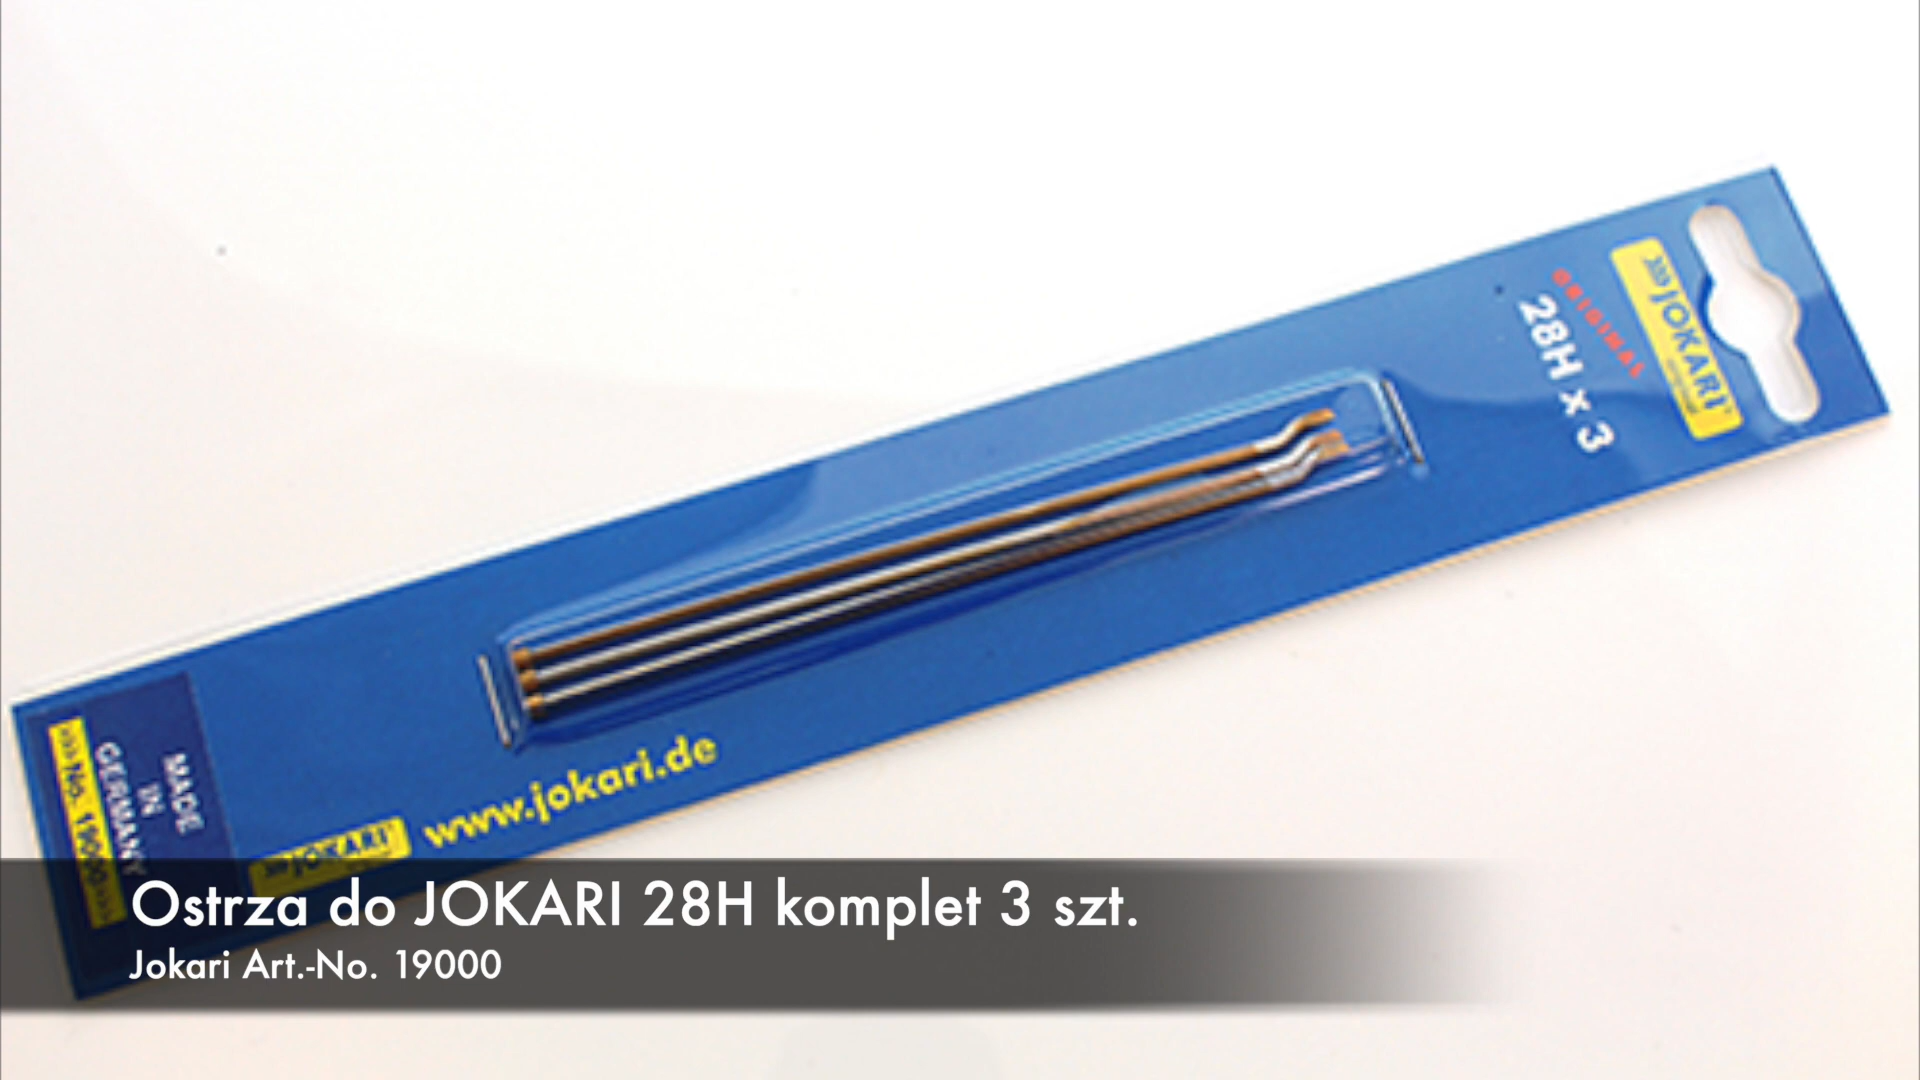 JOKARI
ORIGINAL
28H x 3
www.jokari.de
JOKARI
MADE
IN
GERMANY
No. 19000
Ostrza do JOKARI 28H komplet 3 szt.
Jokari Art.-No. 19000